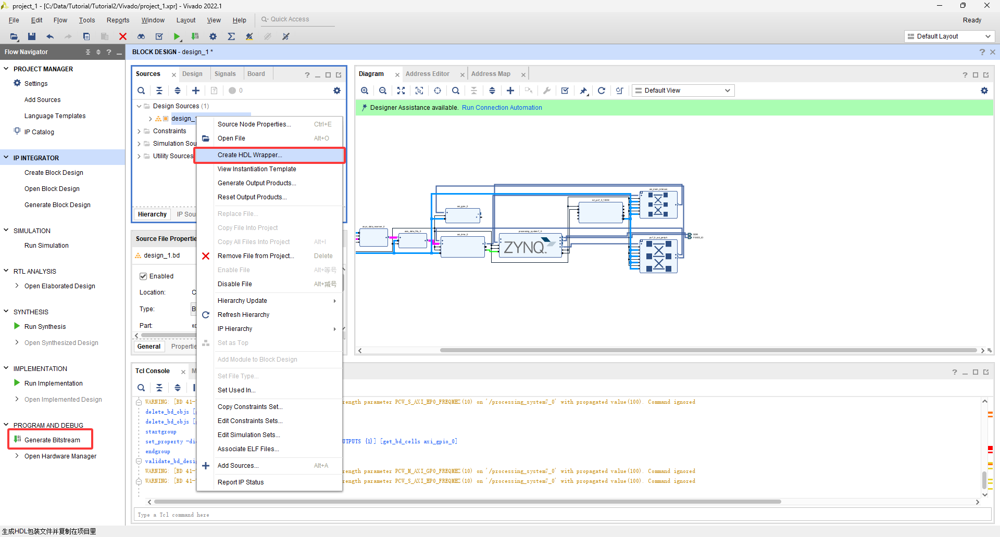 project_1 - [C:/Data/Tutorial/Tutorial2/Vivado/project_1.xpr] - Vivado 2022.1
File Edit Flow Tools Reports Window Layout View Help Quick Access
Ready
Default Layout
Flow Navigator
PROJECT MANAGER
Settings
Add Sources
Language Templates
IP Catalog
IP INTEGRATOR
Create Block Design
Open Block Design
Generate Block Design
SIMULATION
Run Simulation
RTL ANALYSIS
Open Elaborated Design
SYNTHESIS
Run Synthesis
Open Synthesized Design
IMPLEMENTATION
Run Implementation
Open Implemented Design
PROGRAM AND DEBUG
Generate Bitstream
Open Hardware Manager
BLOCK DESIGN - design_1 *
Sources Design Signals Board
0
Design Sources (1)
design_1
Constraints
Simulation Sou
Utility Sources
Hierarchy IP Sou
Source File Propertie
design_1.bd
Enabled
Location: C
Type: B
Part: xc
General Propertie
Source Node Properties... Ctrl+E
Open File Alt+O
Create HDL Wrapper...
View Instantiation Template
Generate Output Products...
Reset Output Products...
Replace File...
Copy File Into Project
Copy All Files Into Project Alt+I
Remove File from Project... Delete
Enable File Alt+等号
Disable File Alt+减号
Hierarchy Update
Refresh Hierarchy
IP Hierarchy
Set as Top
Add Module to Block Design
Set File Type...
Set Used In...
Copy Constraints Set...
Edit Constraints Sets...
Edit Simulation Sets...
Associate ELF Files...
Add Sources... Alt+A
Report IP Status
Diagram Address Editor Address Map
Default View
Designer Assistance available. Run Connection Automation
axi_gpio_0
axi_dma_0
processing_system7_0
ZYNQ
rst_ps7_0_100M
axi_mem_intercon
ps7_0_axi_periph
DDR
FIXED_IO
Tcl Console M
WARNING: [BD 41- rength parameter PCW_S_AXI_HP0_FREQMHZ(10) on '/processing_system7_0' with propagated value(100). Command ignored
delete_bd_objs [
delete_bd_objs [
startgroup
set_property -di UTPUTS {1}] [get_bd_cells axi_gpio_0]
endgroup
validate_bd_desi
WARNING: [BD 41- rength parameter PCW_M_AXI_GP0_FREQMHZ(10) on '/processing_system7_0' with propagated value(100). Command ignored
WARNING: [BD 41- rength parameter PCW_S_AXI_HP0_FREQMHZ(10) on '/processing_system7_0' with propagated value(100). Command ignored
Type a Tcl command here
生成HDL包装文件并复制在项目里